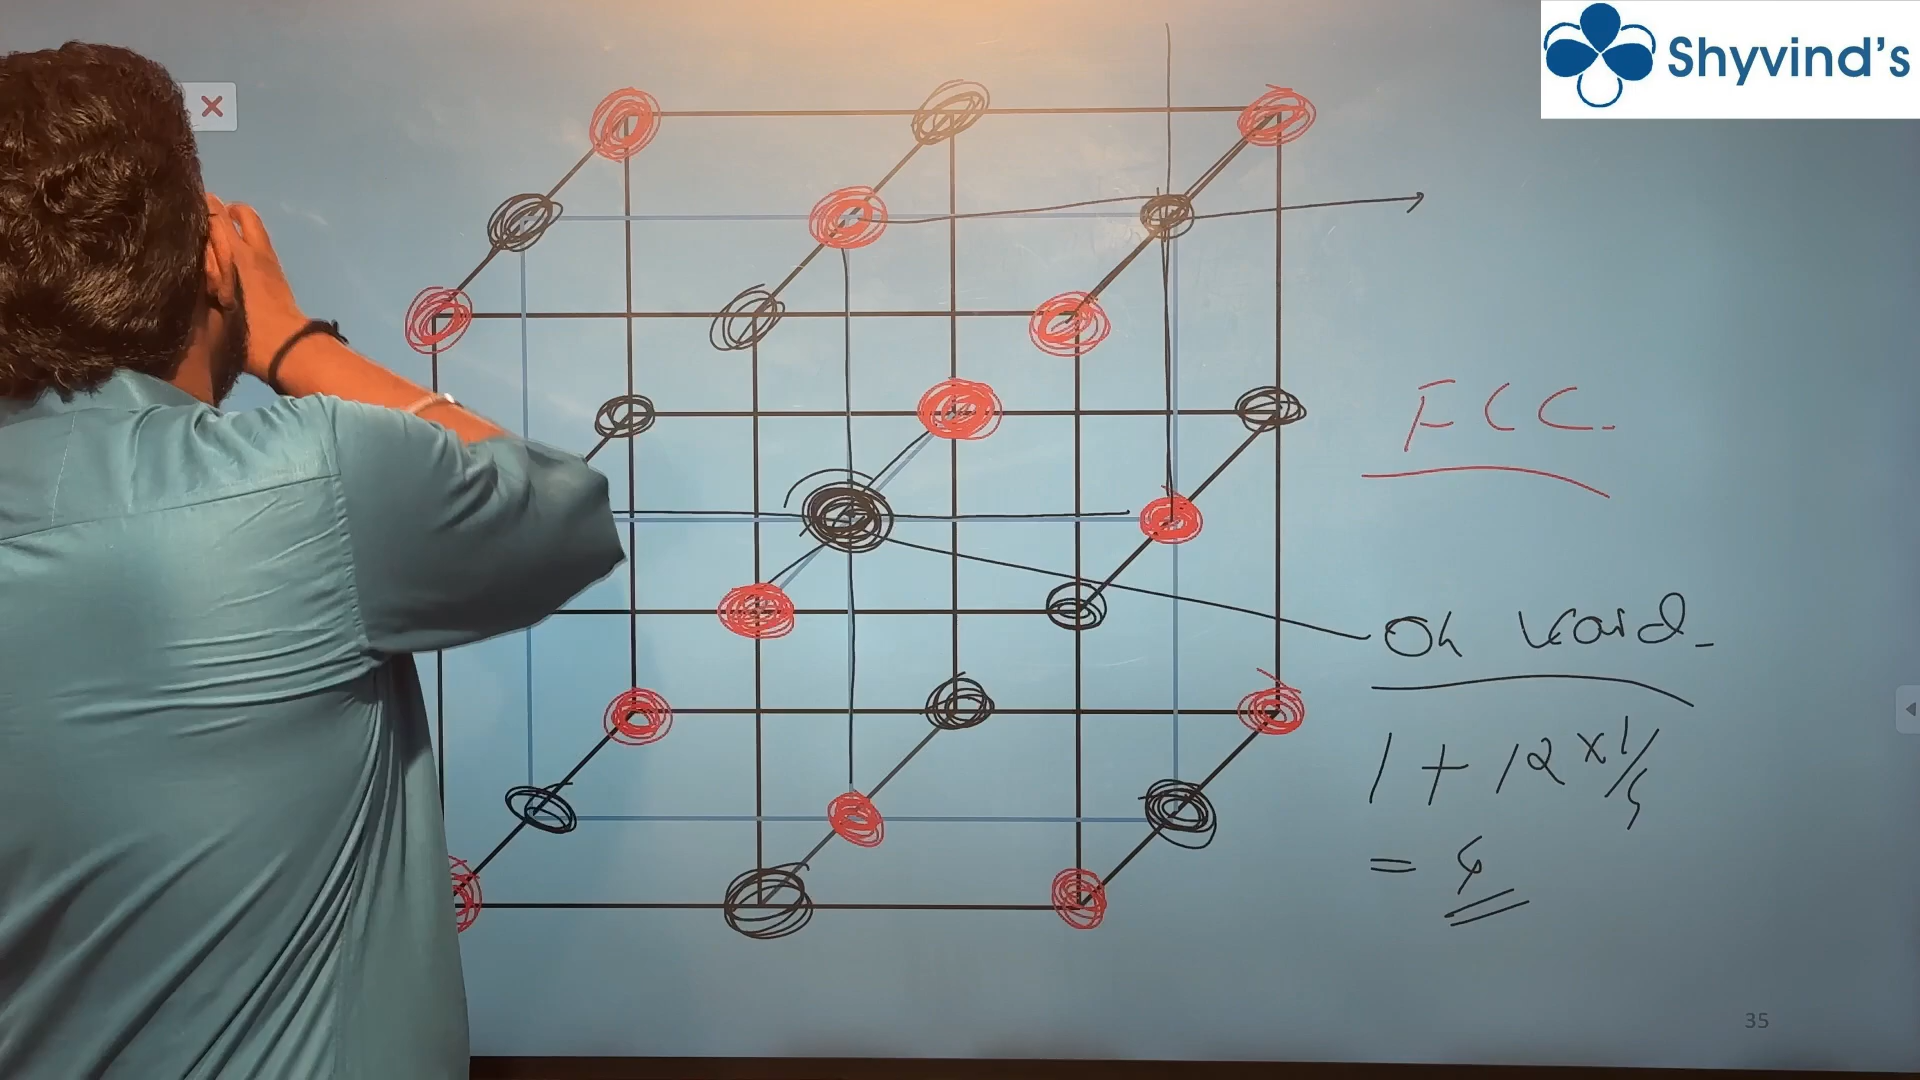 Shyvind's
FCC.
Oh void
1 + 12 × 1/4
= 4
35